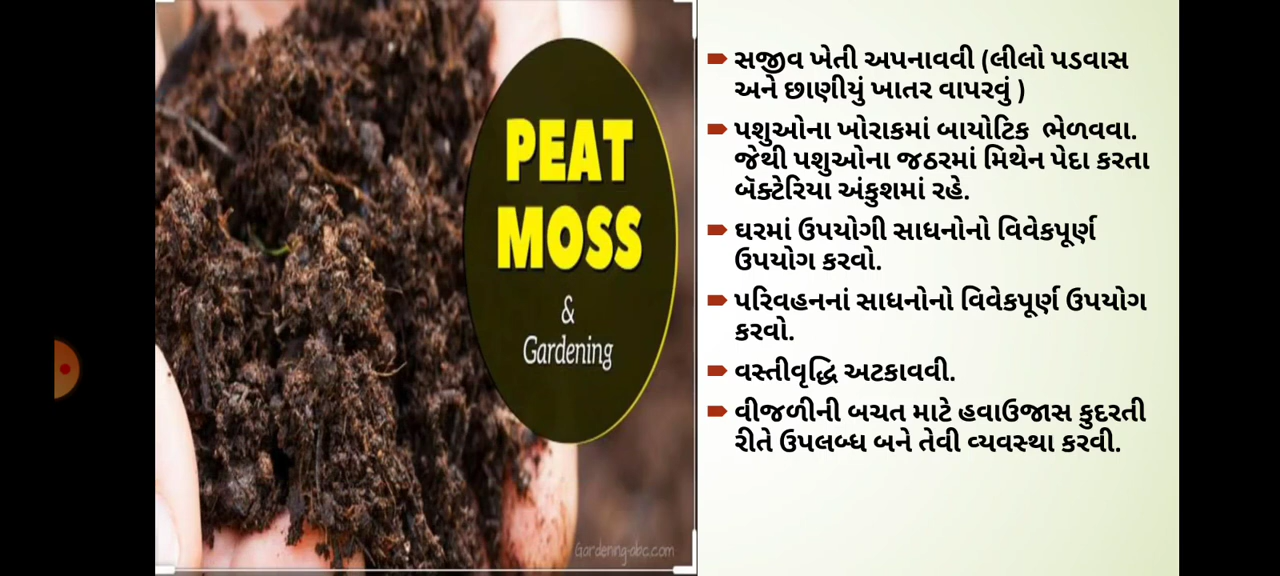 PEAT
MOSS
&
Gardening
Gardening-abc.com
સજીવ ખેતી અપનાવવી (લીલો પડવાસ
અને છાણીયું ખાતર વાપરવું )
પશુઓના ખોરાકમાં બાયોટિક ભેળવવા.
જેથી પશુઓના જઠરમાં મિથેન પેદા કરતા
બૅક્ટેરિયા અંકુશમાં રહે.
ઘરમાં ઉપયોગી સાધનોનો વિવેકપૂર્ણ
ઉપયોગ કરવો.
પરિવહનનાં સાધનોનો વિવેકપૂર્ણ ઉપયોગ
કરવો.
વસ્તીવૃદ્ધિ અટકાવવી.
વીજળીની બચત માટે હવાઉજાસ કુદરતી
રીતે ઉપલબ્ધ બને તેવી વ્યવસ્થા કરવી.